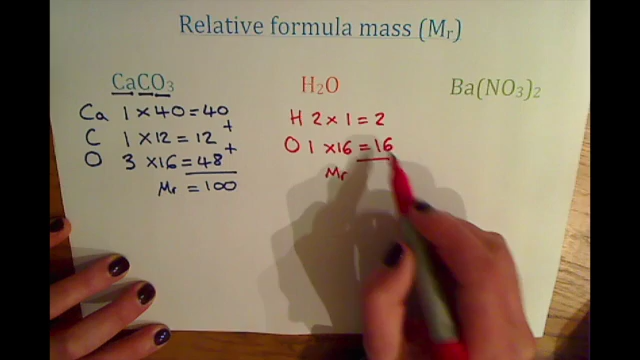 Relative formula mass (Mr)
CaCO3
Ca 1 × 40 = 40
C 1 × 12 = 12 +
O 3 × 16 = 48 +
Mr = 100
H2O
H 2 × 1 = 2
O 1 × 16 = 16
Mr
Ba(NO3)2